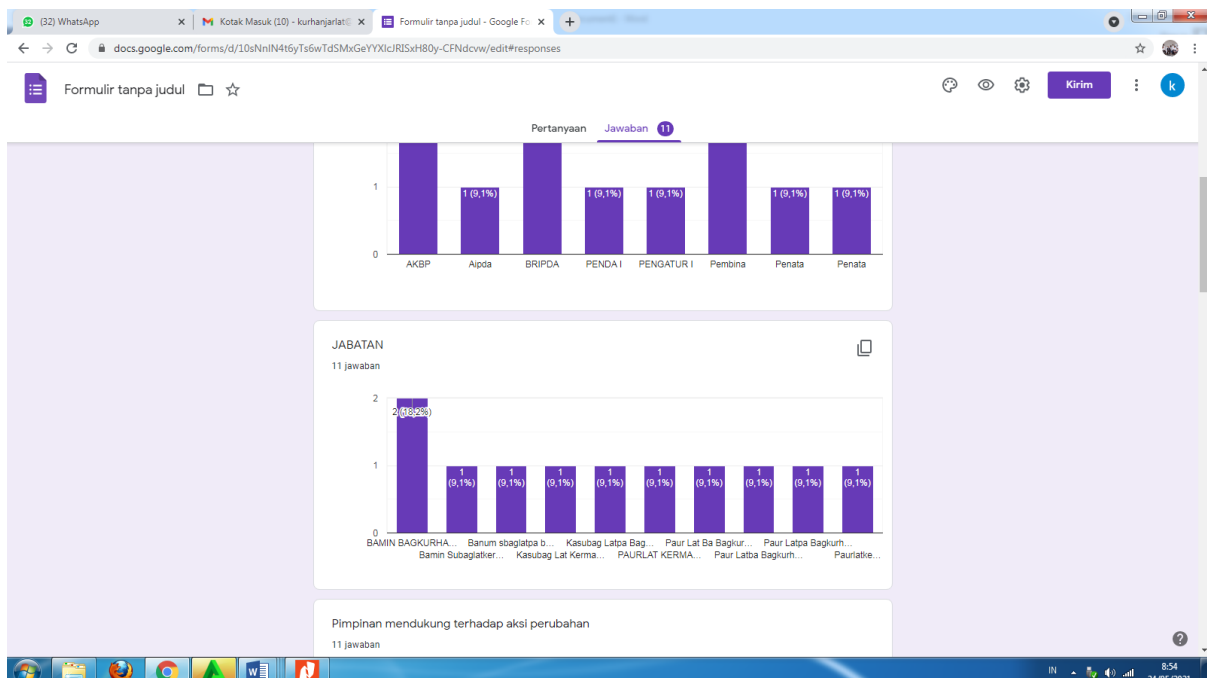 (32) WhatsApp
Kotak Masuk (10) - kurhanjarlat
Formulir tanpa judul - Google Fo
docs.google.com/forms/d/10sNnIN4t6yTs6wTdSMxGeYYXlcJRISxH80y-CFNdcvw/edit#responses
Formulir tanpa judul
Kirim
k
Pertanyaan Jawaban 11
1
1 (9,1%) 1 (9,1%) 1 (9,1%) 1 (9,1%) 1 (9,1%)
0
AKBP Aipda BRIPDA PENDA I PENGATUR I Pembina Penata Penata
JABATAN
11 jawaban
2
2 (18,2%)
1
1 (9,1%) 1 (9,1%) 1 (9,1%) 1 (9,1%) 1 (9,1%) 1 (9,1%) 1 (9,1%) 1 (9,1%) 1 (9,1%)
0
BAMIN BAGKURHA... Banum sbaglatpa b... Kasubag Latpa Bag... Paur Lat Ba Bagkur... Paur Latpa Bagkurh...
Bamin Subaglatker... Kasubag Lat Kerma... PAURLAT KERMA... Paur Latba Bagkurh... Paurlatke...
Pimpinan mendukung terhadap aksi perubahan
11 jawaban
IN
8:54